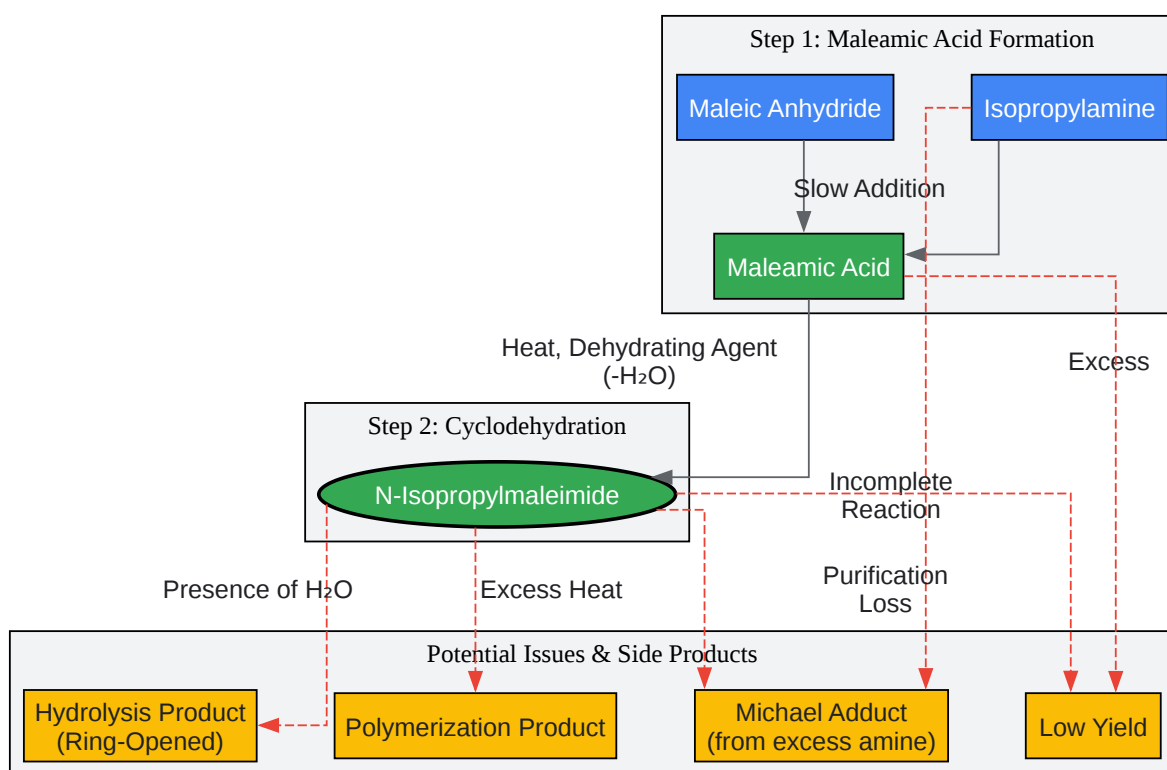 Step 1: Maleamic Acid Formation
Maleic Anhydride
Isopropylamine
Slow Addition
Maleamic Acid
Heat, Dehydrating Agent
(-H₂O)
Excess
Step 2: Cyclodehydration
N-Isopropylmaleimide
Incomplete
Reaction
Presence of H₂O
Excess Heat
Purification
Loss
Potential Issues & Side Products
Hydrolysis Product
(Ring-Opened)
Polymerization Product
Michael Adduct
(from excess amine)
Low Yield